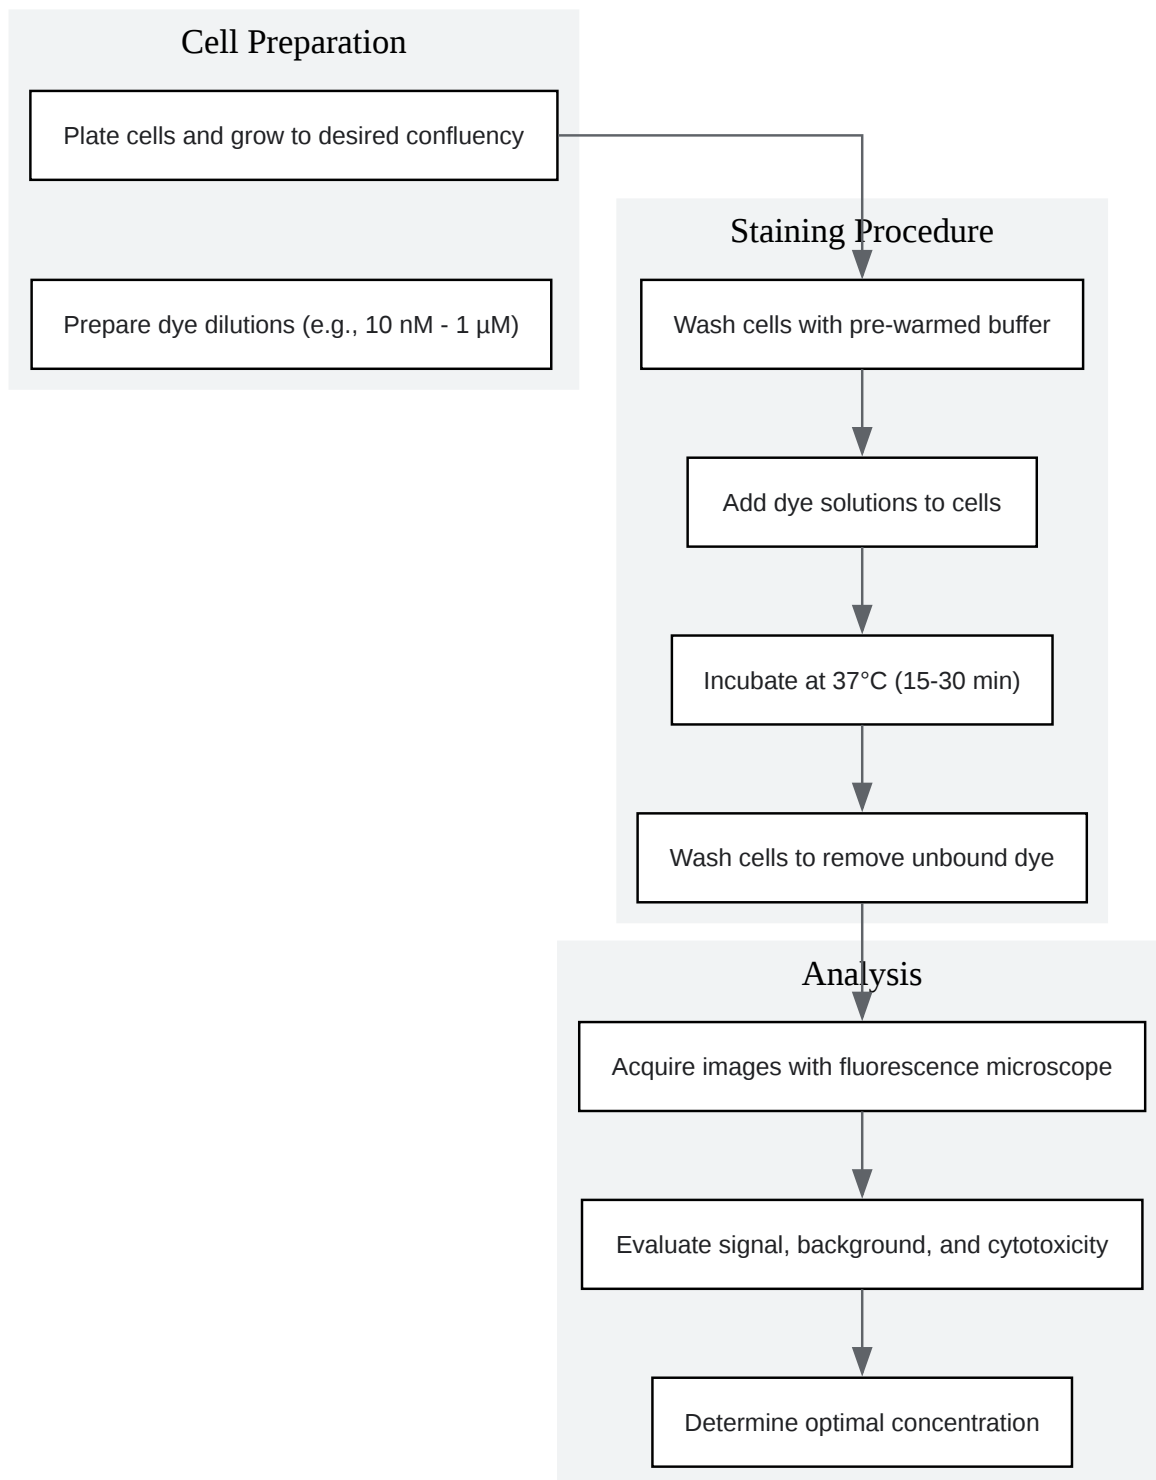 Cell Preparation
Plate cells and grow to desired confluency
Prepare dye dilutions (e.g., 10 nM - 1 µM)
Staining Procedure
Wash cells with pre-warmed buffer
Add dye solutions to cells
Incubate at 37°C (15-30 min)
Wash cells to remove unbound dye
Analysis
Acquire images with fluorescence microscope
Evaluate signal, background, and cytotoxicity
Determine optimal concentration